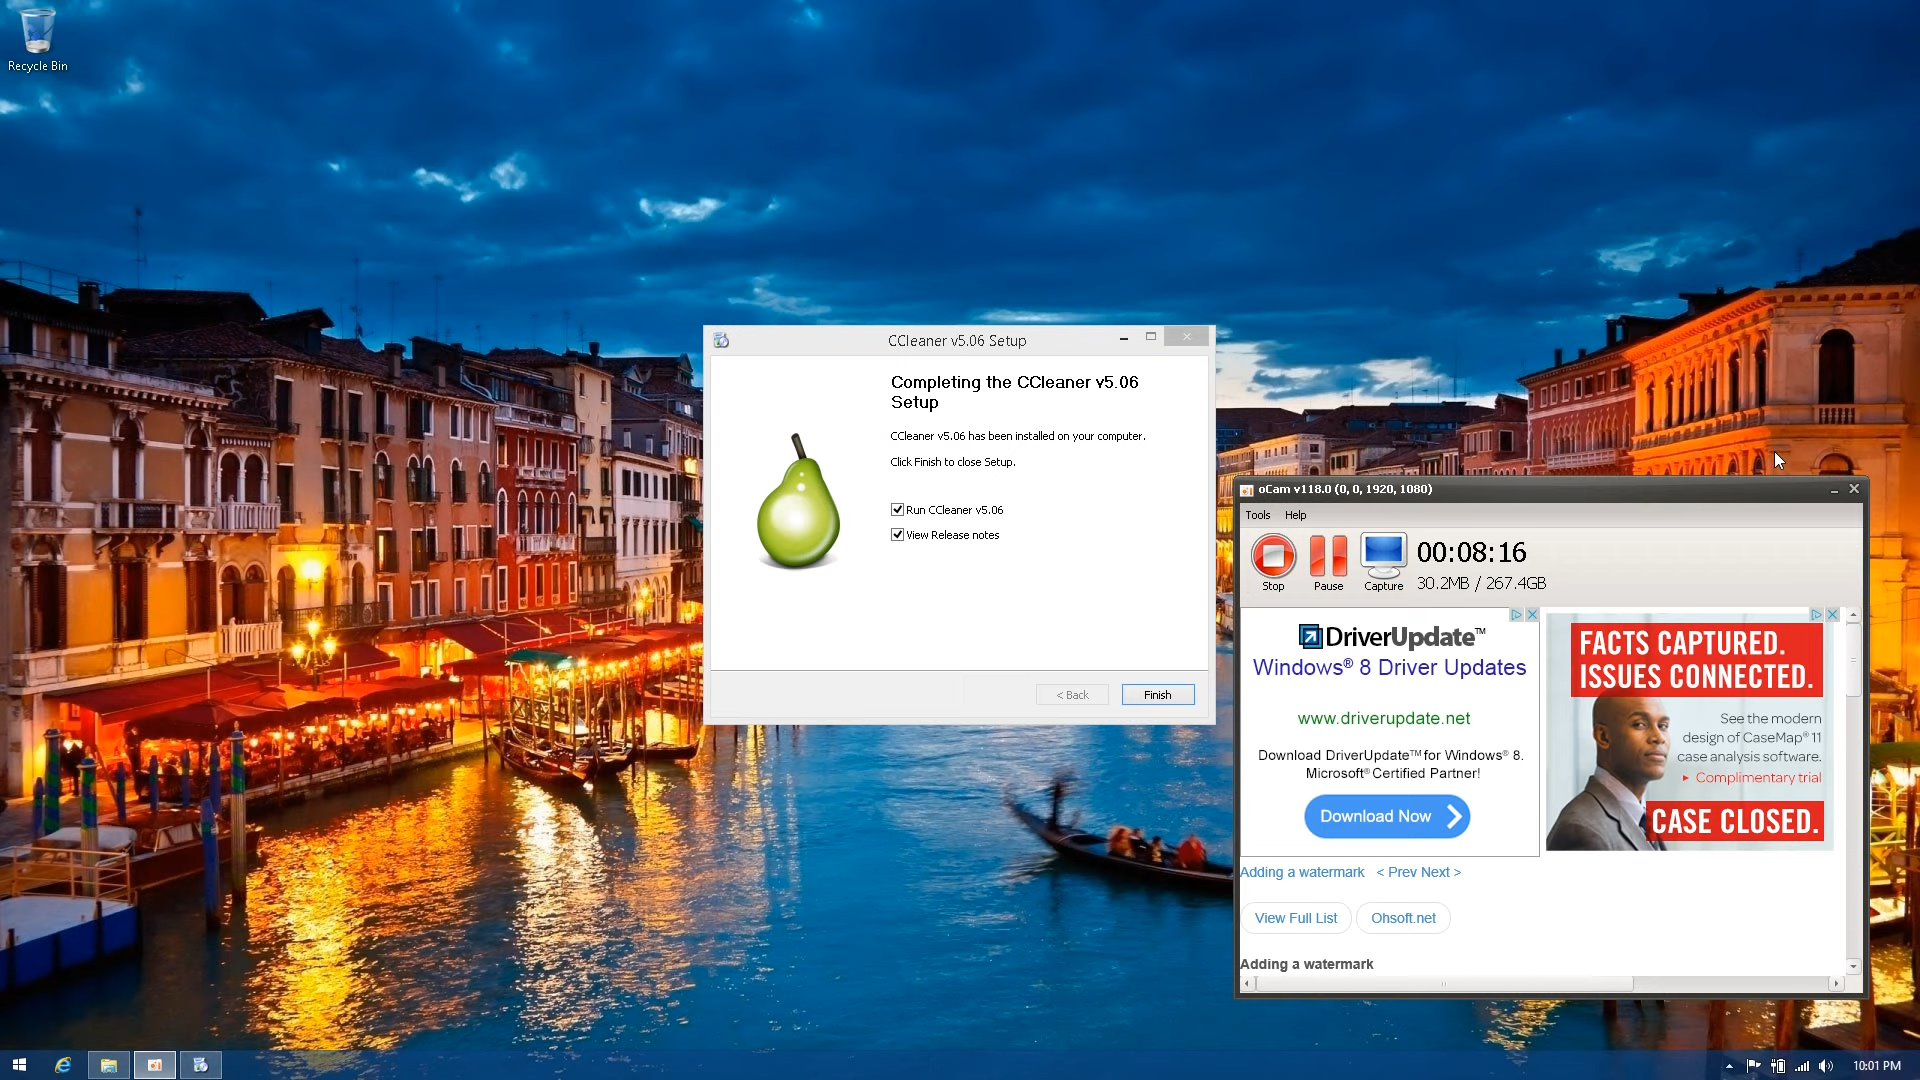 Recycle Bin
CCleaner v5.06 Setup
Completing the CCleaner v5.06
Setup
CCleaner v5.06 has been installed on your computer.
Click Finish to close Setup.
Run CCleaner v5.06
View Release notes
< Back
Finish
oCam v118.0 (0, 0, 1920, 1080)
Tools Help
00:08:16
30.2MB / 267.4GB
Stop Pause Capture
DriverUpdate™
Windows® 8 Driver Updates
www.driverupdate.net
Download DriverUpdate™ for Windows® 8.
Microsoft® Certified Partner!
Download Now
FACTS CAPTURED.
ISSUES CONNECTED.
See the modern
design of CaseMap® 11
case analysis software.
Complimentary trial
CASE CLOSED.
Adding a watermark < Prev Next >
View Full List Ohsoft.net
Adding a watermark
10:01 PM